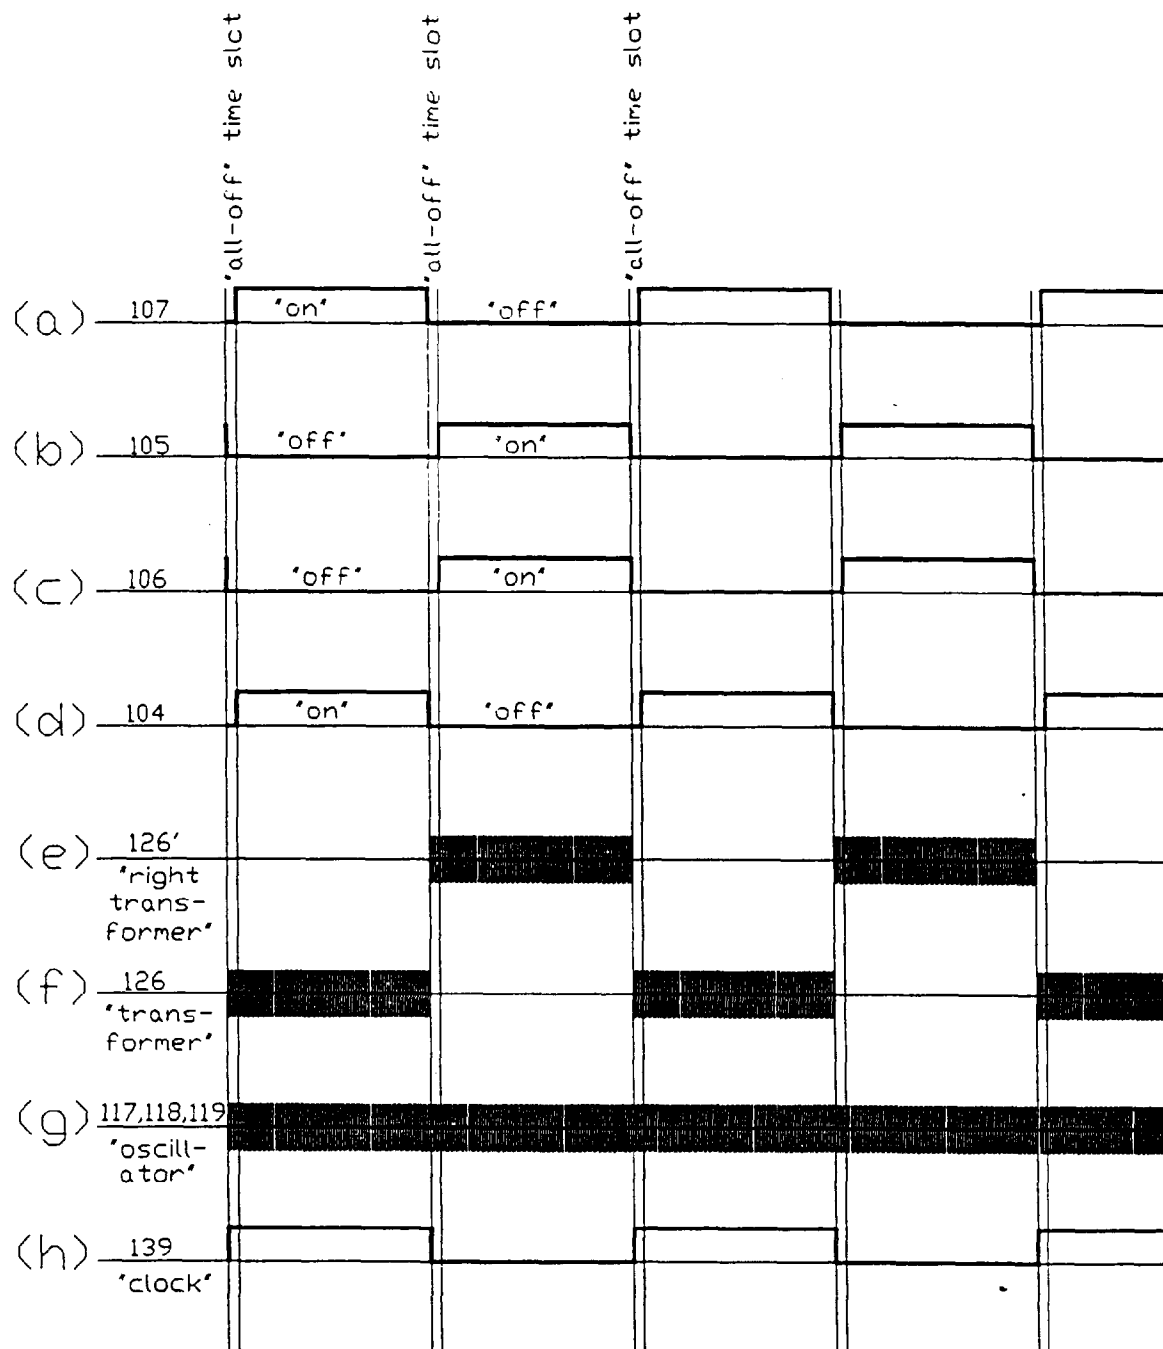 "all-off" time slct
"all-off" time slot
"all-off" time slot
(a) 107 "on" "off"
(b) 105 "off" "on"
(c) 106 "off" "on"
(d) 104 "on" "off"
(e) 126'
"right
trans-
former"
(f) 126
"trans-
former"
(g) 117,118,119
"oscill-
ator"
(h) 139
"clock"